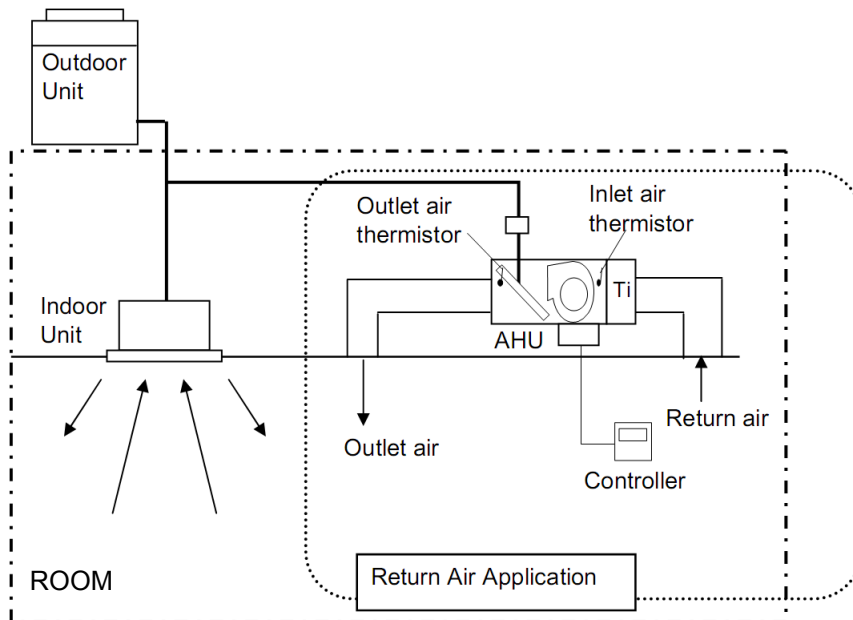 Outdoor
Unit
Outlet air
thermistor
Inlet air
thermistor
Indoor
Unit
Ti
AHU
Outlet air
Return air
Controller
ROOM
Return Air Application